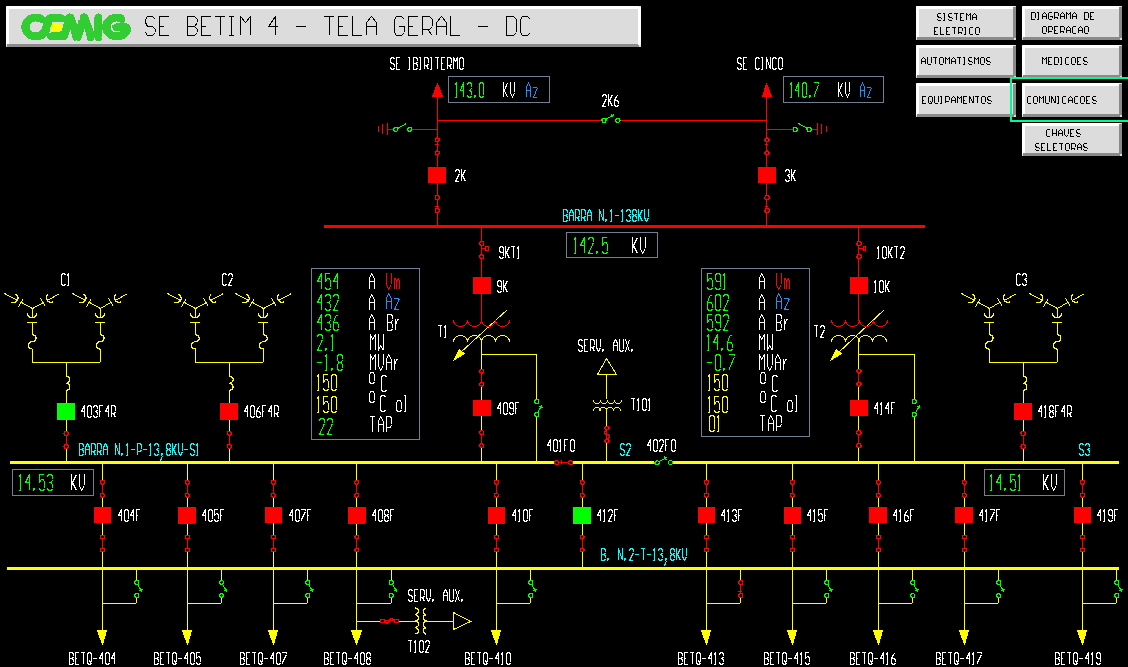 CEMIG SE BETIM 4 - TELA GERAL - DC
SISTEMA
ELETRICO
DIAGRAMA DE
OPERACAO
AUTOMATISMOS
MEDICOES
EQUIPAMENTOS
COMUNICACOES
CHAVES
SELETORAS
SE IBIRITERMO
143.0 KV Az
SE CINCO
140.7 KV Az
2K6
2K
3K
BARRA N.1-138KV
142.5 KV
9KT1
10KT2
9K
10K
C1
C2
C3
454 A Vm
432 A Az
436 A Br
2.1 MW
-1.8 MVAr
150 ºC
150 ºC ol
22 TAP
T1
591 A Vm
602 A Az
592 A Br
14.6 MW
-0.7 MVAr
150 ºC
150 ºC ol
01 TAP
T2
SERV. AUX.
T101
403F4R
406F4R
409F
414F
418F4R
BARRA N.1-P-13,8KV-S1
401F0
S2
402F0
S3
14.53 KV
14.51 KV
404F
405F
407F
408F
410F
412F
413F
415F
416F
417F
419F
B. N.2-T-13,8KV
SERV. AUX.
T102
BETQ-404
BETQ-405
BETQ-407
BETQ-408
BETQ-410
BETQ-413
BETQ-415
BETQ-416
BETQ-417
BETQ-419